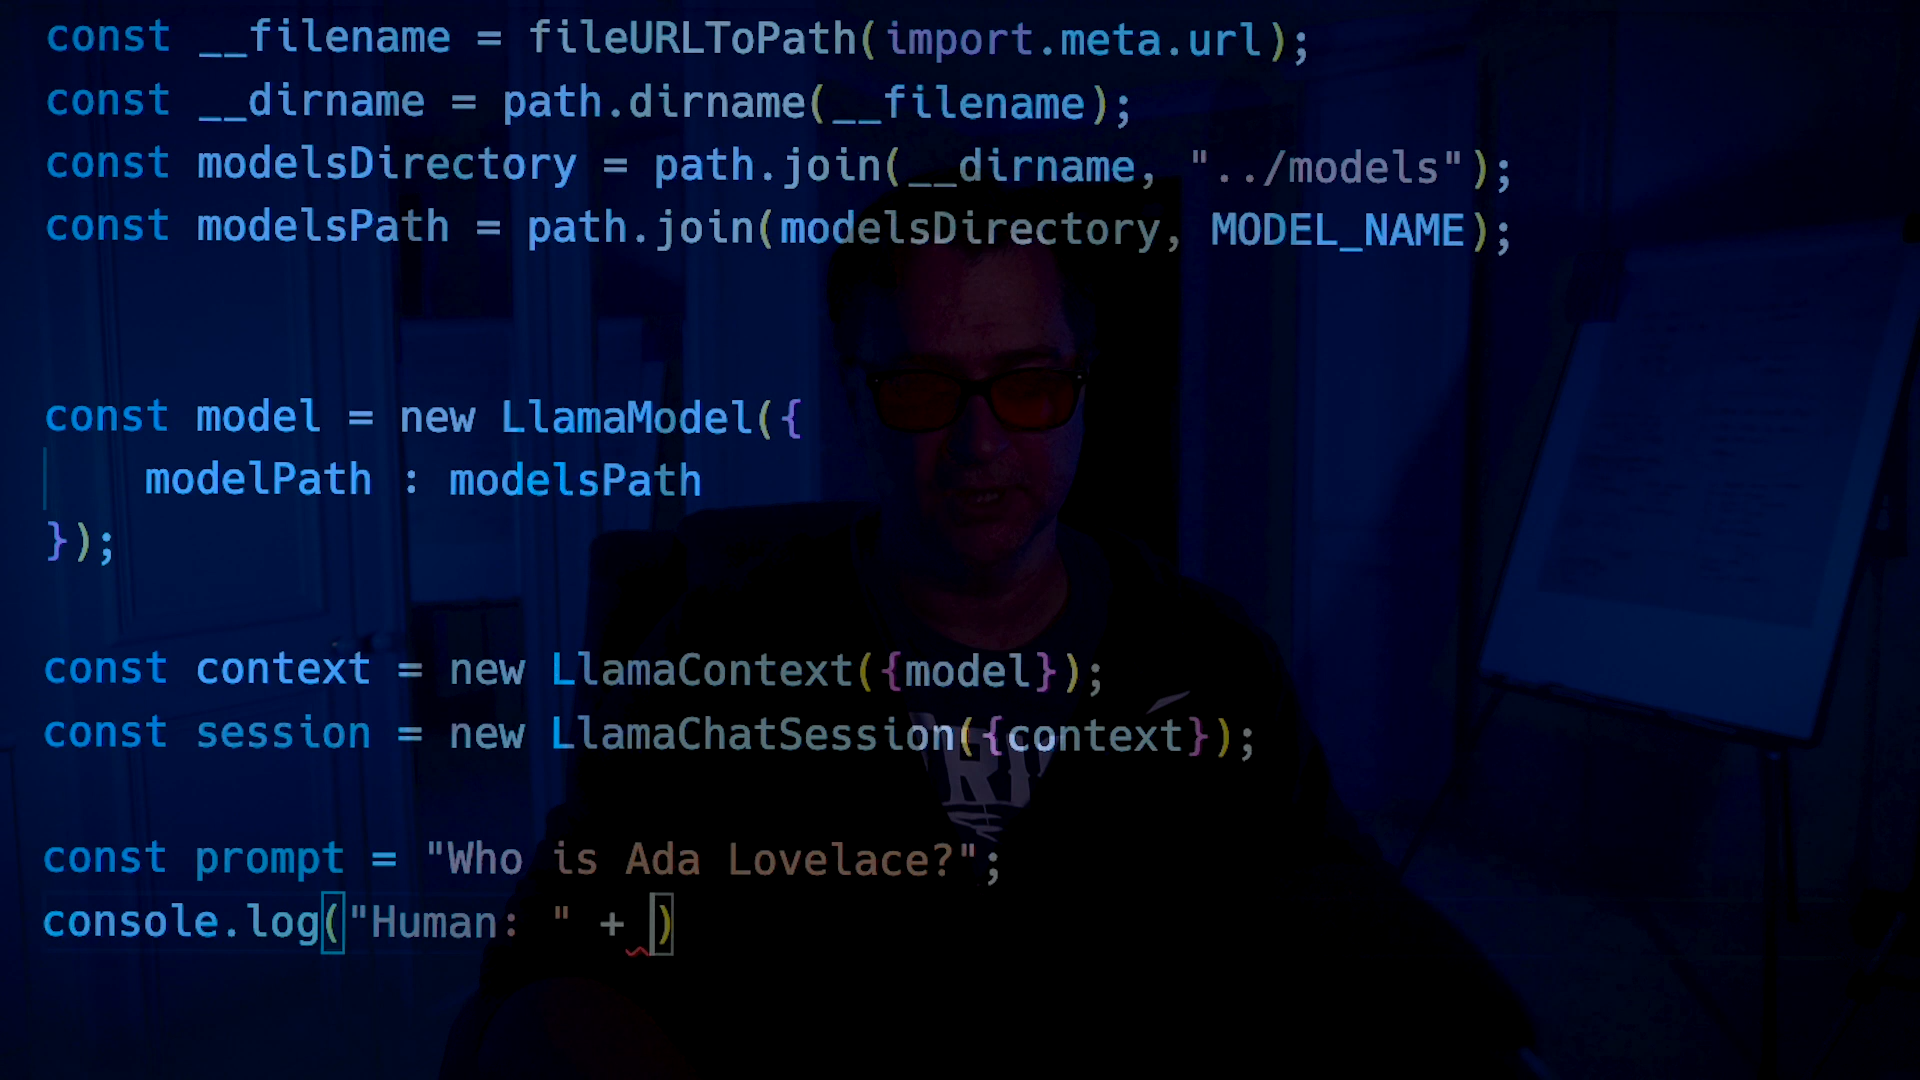 const __filename = fileURLToPath(import.meta.url);
const __dirname = path.dirname(__filename);
const modelsDirectory = path.join(__dirname, "../models");
const modelsPath = path.join(modelsDirectory, MODEL_NAME);
const model = new LlamaModel({
    modelPath : modelsPath
});
const context = new LlamaContext({model});
const session = new LlamaChatSession({context});
const prompt = "Who is Ada Lovelace?";
console.log("Human: " + )